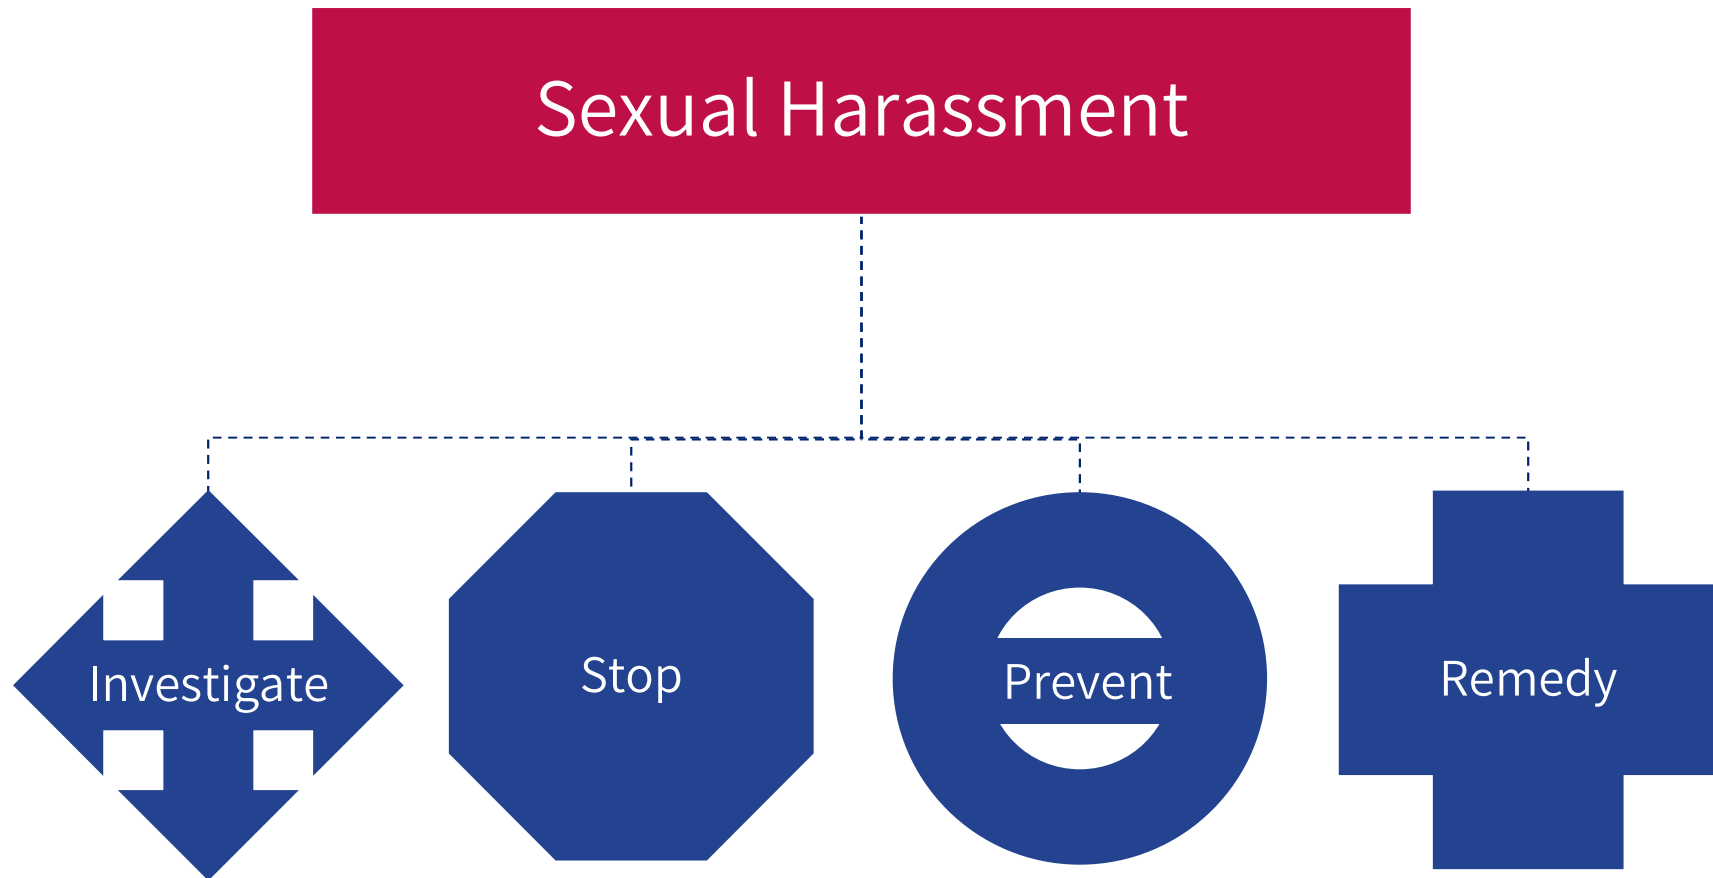 Sexual Harassment
Investigate
Stop
Prevent
Remedy